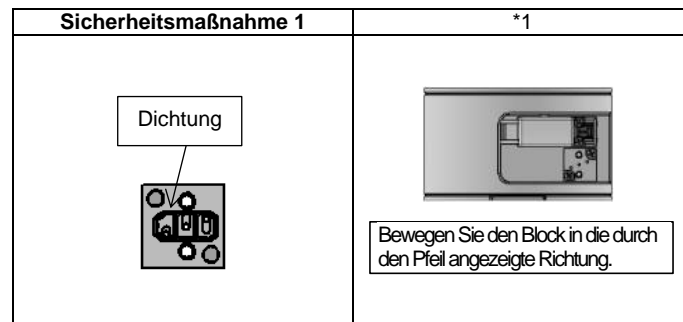 Sicherheitsmaßnahme 1
*1
Dichtung
Bewegen Sie den Block in die durch
den Pfeil angezeigte Richtung.